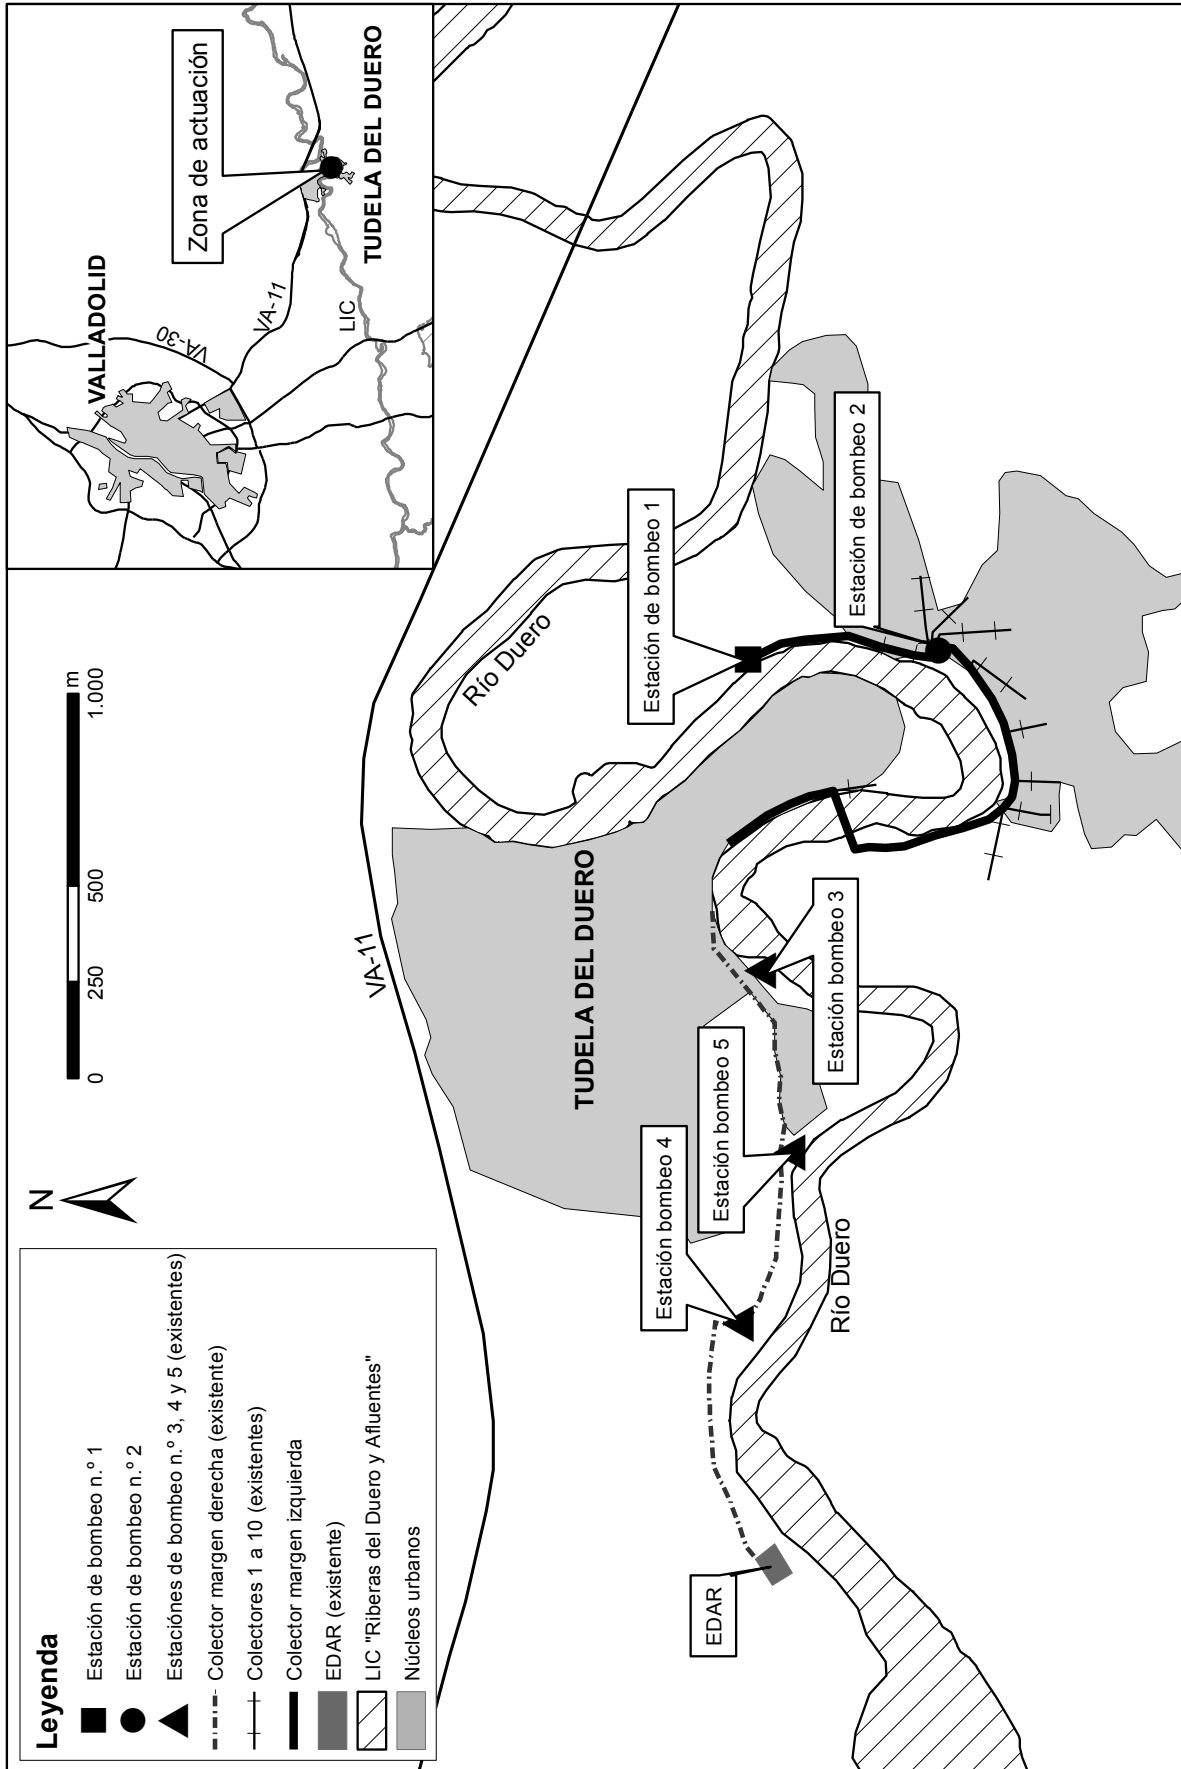 Leyenda
Estación de bombeo n.º 1
Estación de bombeo n.º 2
Estaciónes de bombeo n.º 3, 4 y 5 (existentes)
Colector margen derecha (existente)
Colectores 1 a 10 (existentes)
Colector margen izquierda
EDAR (existente)
LIC "Riberas del Duero y Afluentes"
Núcleos urbanos
N
0
250
500
1.000
m
VALLADOLID
VA-30
VA-11
LIC
Zona de actuación
TUDELA DEL DUERO
VA-11
Río Duero
TUDELA DEL DUERO
Estación de bombeo 1
Estación de bombeo 2
Estación bombeo 3
Estación bombeo 5
Estación bombeo 4
Río Duero
EDAR